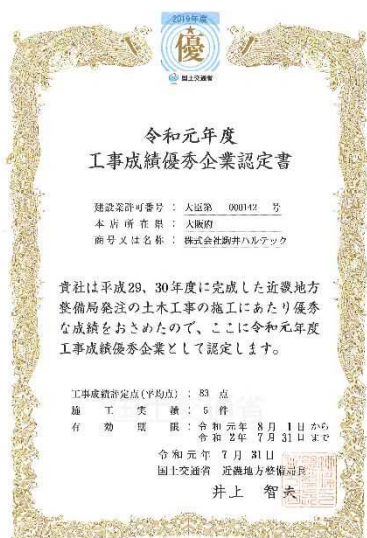 2019年度
優
国土交通省
令和元年度
工事成績優秀企業認定書
建設業許可番号 : 大臣第 000142 号
本店所在県 : 大阪府
商号又は名称 : 株式会社駒井ハルテック
貴社は平成29、30年度に完成した近畿地方
整備局発注の土木工事の施工にあたり優秀
な成績をおさめたので、ここに令和元年度
工事成績優秀企業として認定します。
工事成績評定点(平均点) : 83 点
施工実績 : 5 件
有効期限 : 令和元年8月1日から
令和2年7月31日まで
令和元年7月31日
国土交通省 近畿地方整備局長
井上 智夫